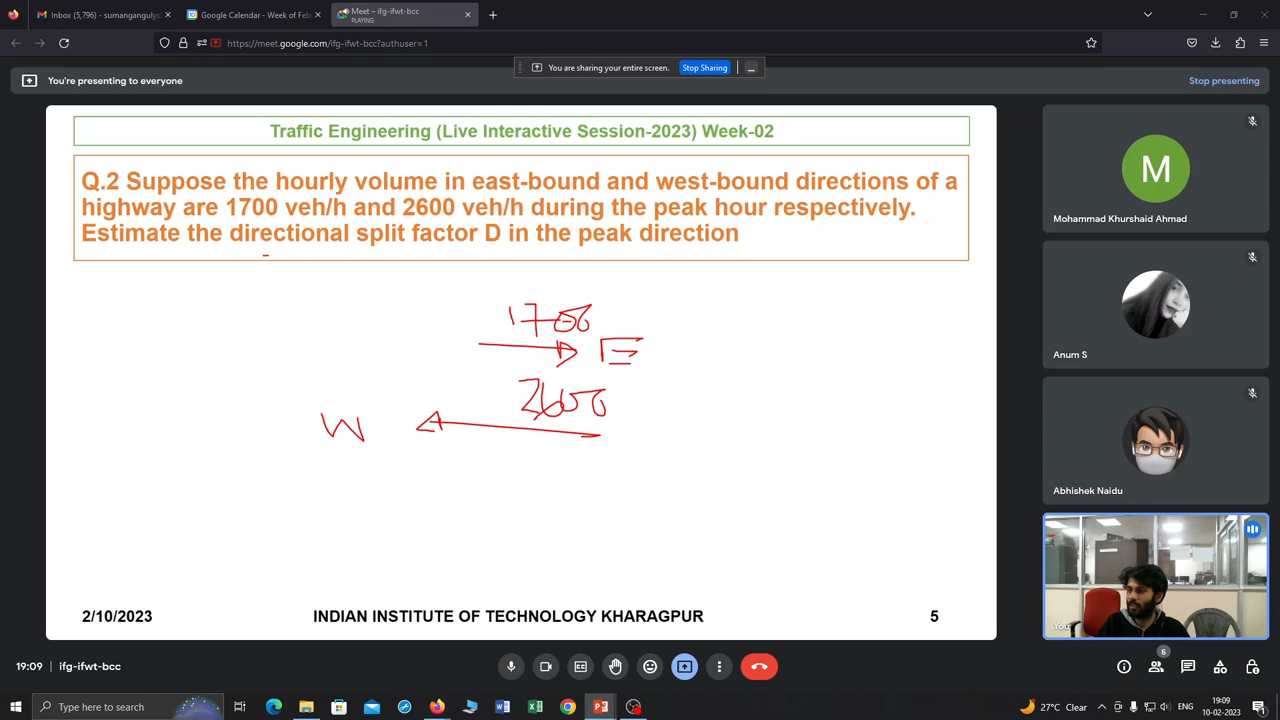 Inbox (5,796) - sumangangulys
Google Calendar - Week of Feb
Meet – ifg-ifwt-bcc
PLAYING
https://meet.google.com/ifg-ifwt-bcc?authuser=1
You are sharing your entire screen.
Stop Sharing
You're presenting to everyone
Stop presenting
Traffic Engineering (Live Interactive Session-2023) Week-02
Q.2 Suppose the hourly volume in east-bound and west-bound directions of a
highway are 1700 veh/h and 2600 veh/h during the peak hour respectively.
Estimate the directional split factor D in the peak direction
1700
E
2600
W
2/10/2023
INDIAN INSTITUTE OF TECHNOLOGY KHARAGPUR
5
M
Mohammad Khurshaid Ahmad
Anum S
Abhishek Naidu
You
19:09
ifg-ifwt-bcc
6
Type here to search
27°C Clear
19:09
10-02-2023